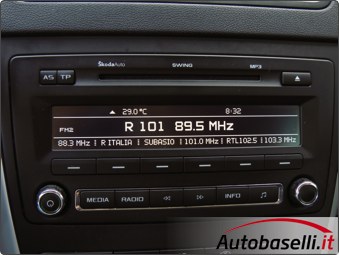 ŠkodaAuto SWING MP3
AS TP
29.0°C 8:32
FM2 R 101 89.5 MHz
88.3 MHz | R ITALIA | SUBASIO | 101.0 MHz | RTL102.5 | 103.3 MHz
MEDIA RADIO INFO
Autobaselli.it